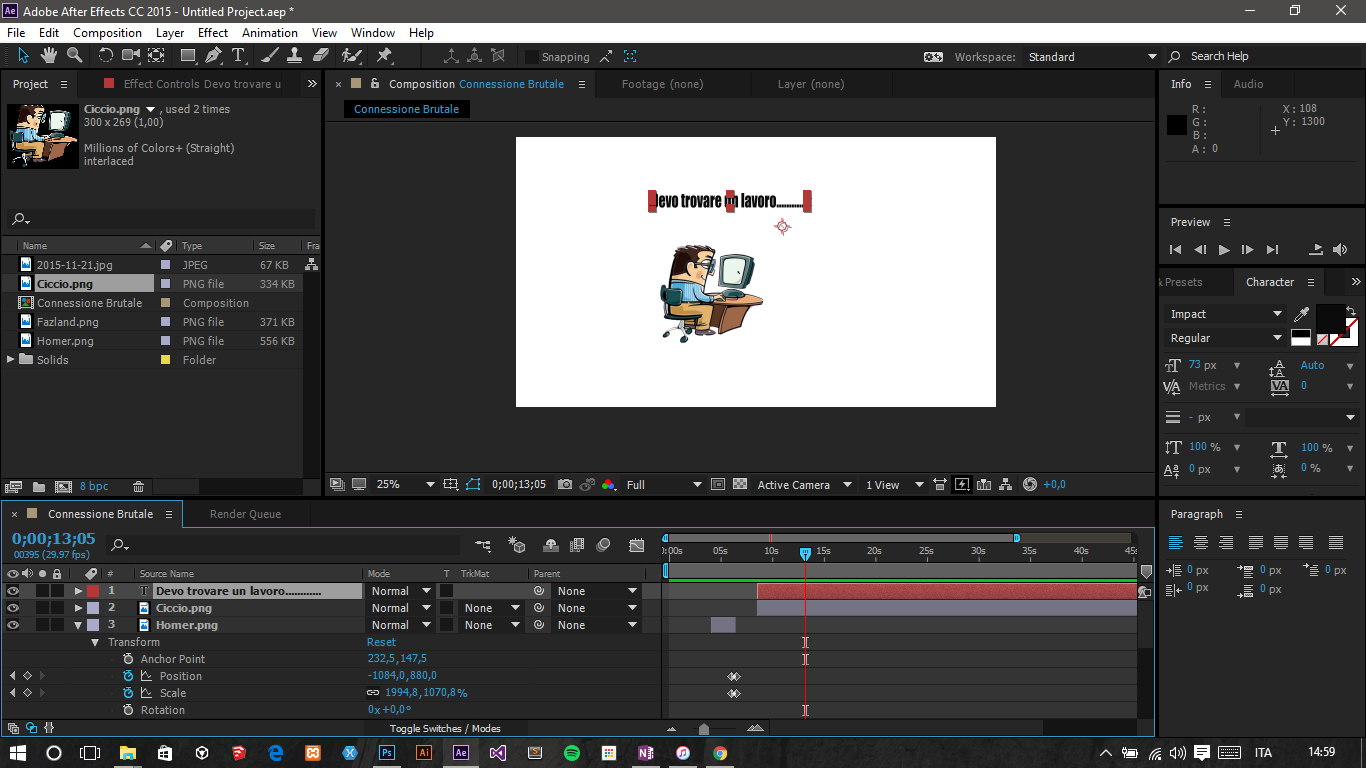 Adobe After Effects CC 2015 - Untitled Project.aep *
File Edit Composition Layer Effect Animation View Window Help
Snapping
Workspace: Standard
Search Help
Project
Effect Controls Devo trovare u
Composition Connessione Brutale
Footage (none)
Layer (none)
Info
Audio
Ciccio.png , used 2 times
300 x 269 (1,00)
Millions of Colors+ (Straight)
interlaced
Connessione Brutale
R :
G :
B :
A : 0
X : 108
Y : 1300
Devo trovare un lavoro............
Preview
Name Type Size Fra
2015-11-21.jpg JPEG 67 KB
Ciccio.png PNG file 334 KB
Connessione Brutale Composition
Fazland.png PNG file 371 KB
Homer.png PNG file 556 KB
Solids Folder
& Presets
Character
Impact
Regular
73 px
Auto
Metrics
0
- px
100 %
100 %
0 px
0 %
8 bpc
25%
0;00;13;05
Full
Active Camera
1 View
+0,0
Connessione Brutale
Render Queue
Paragraph
0 px 0 px 0 px
0 px 0 px
0;00;13;05
00395 (29.97 fps)
0:00s 05s 10s 15s 20s 25s 30s 35s 40s 45s
# Source Name Mode T TrkMat Parent
1 T Devo trovare un lavoro............ Normal None
2 Ciccio.png Normal None None
3 Homer.png Normal None None
Transform Reset
Anchor Point 232,5,147,5
Position -1084,0,880,0
Scale 1994,8,1070,8%
Rotation 0x+0,0°
Toggle Switches / Modes
ITA
14:59